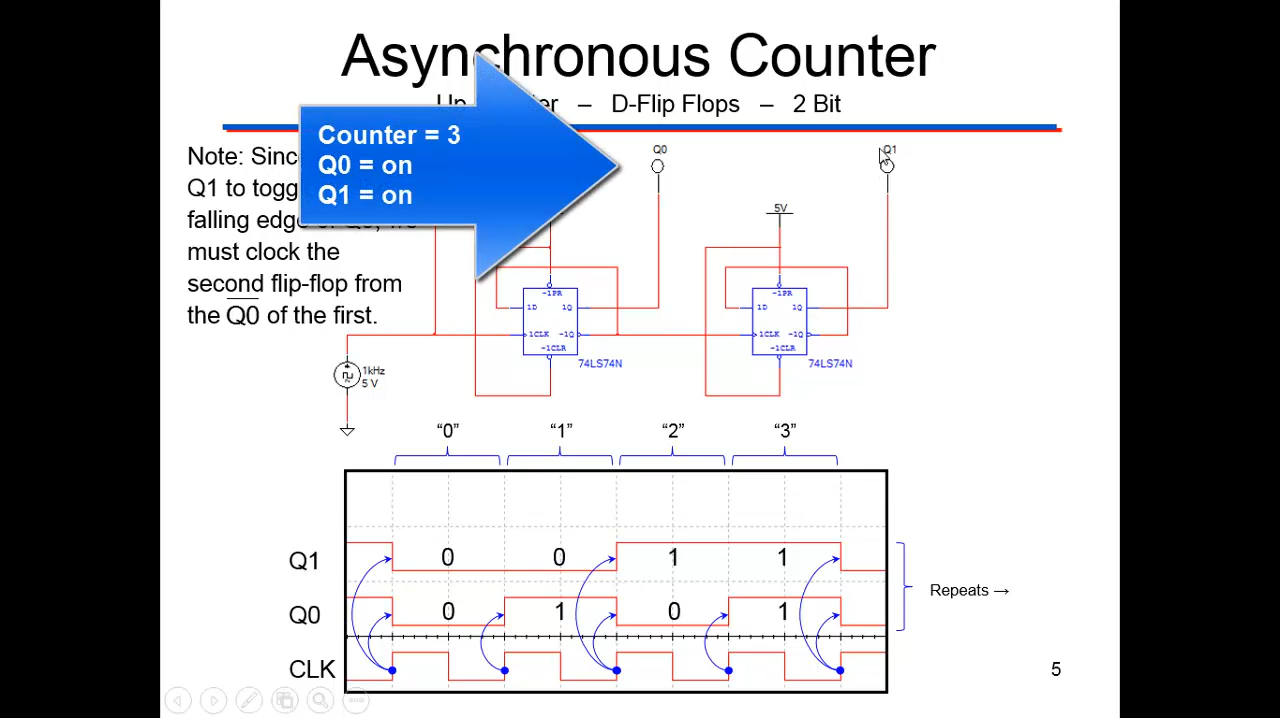 Asynchronous Counter
Up – D-Flip Flops – 2 Bit
Counter = 3
Q0 = on
Q1 = on
Note:
Q1 to
falling edge
must clock the
second flip-flop from
the Q̅0̅ of the first.
Q0
Q1
5V
~1PR
1D 1Q
1CLK ~1Q
~1CLR
74LS74N
~1PR
1D 1Q
1CLK ~1Q
~1CLR
74LS74N
1kHz
5 V
“0” “1” “2” “3”
Q1 0 0 1 1
Q0 0 1 0 1
CLK
Repeats →
5